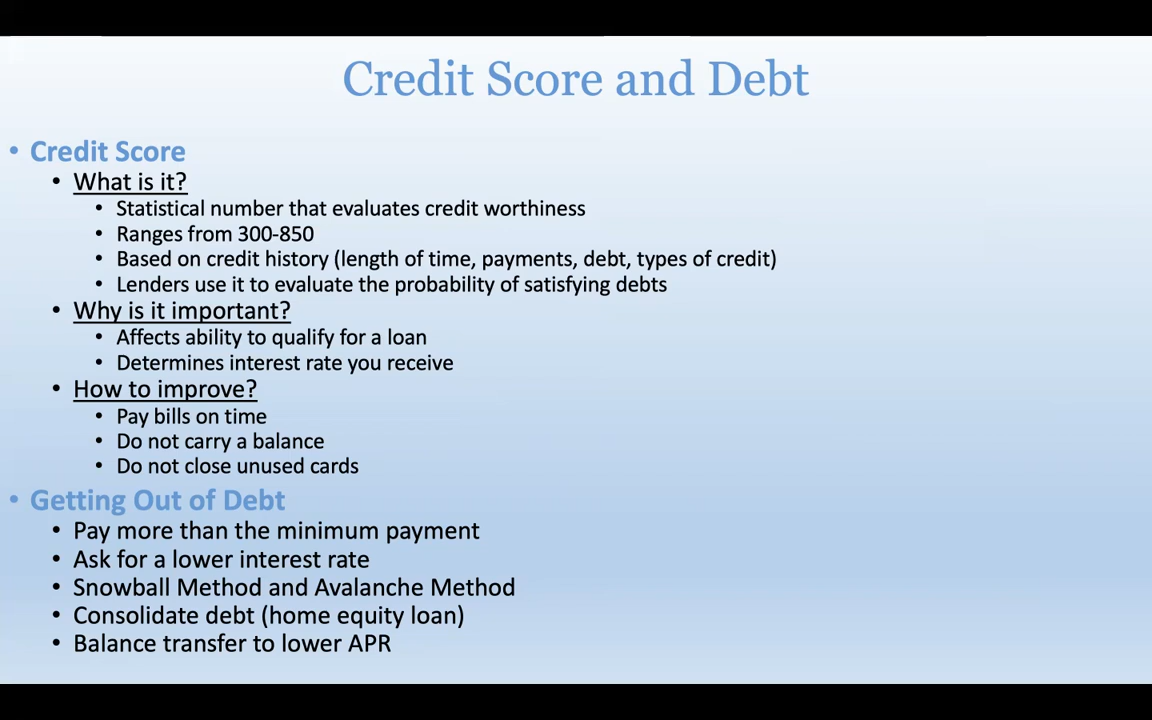 Credit Score and Debt
• Credit Score
• What is it?
• Statistical number that evaluates credit worthiness
• Ranges from 300-850
• Based on credit history (length of time, payments, debt, types of credit)
• Lenders use it to evaluate the probability of satisfying debts
• Why is it important?
• Affects ability to qualify for a loan
• Determines interest rate you receive
• How to improve?
• Pay bills on time
• Do not carry a balance
• Do not close unused cards
• Getting Out of Debt
• Pay more than the minimum payment
• Ask for a lower interest rate
• Snowball Method and Avalanche Method
• Consolidate debt (home equity loan)
• Balance transfer to lower APR